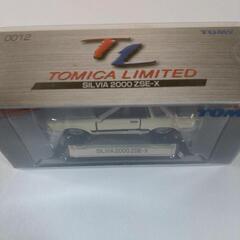 0012
TOMY
TL
TOMICA LIMITED
SILVIA 2000 ZSE-X
TOMY
SILVIA 2000 ZSE-X